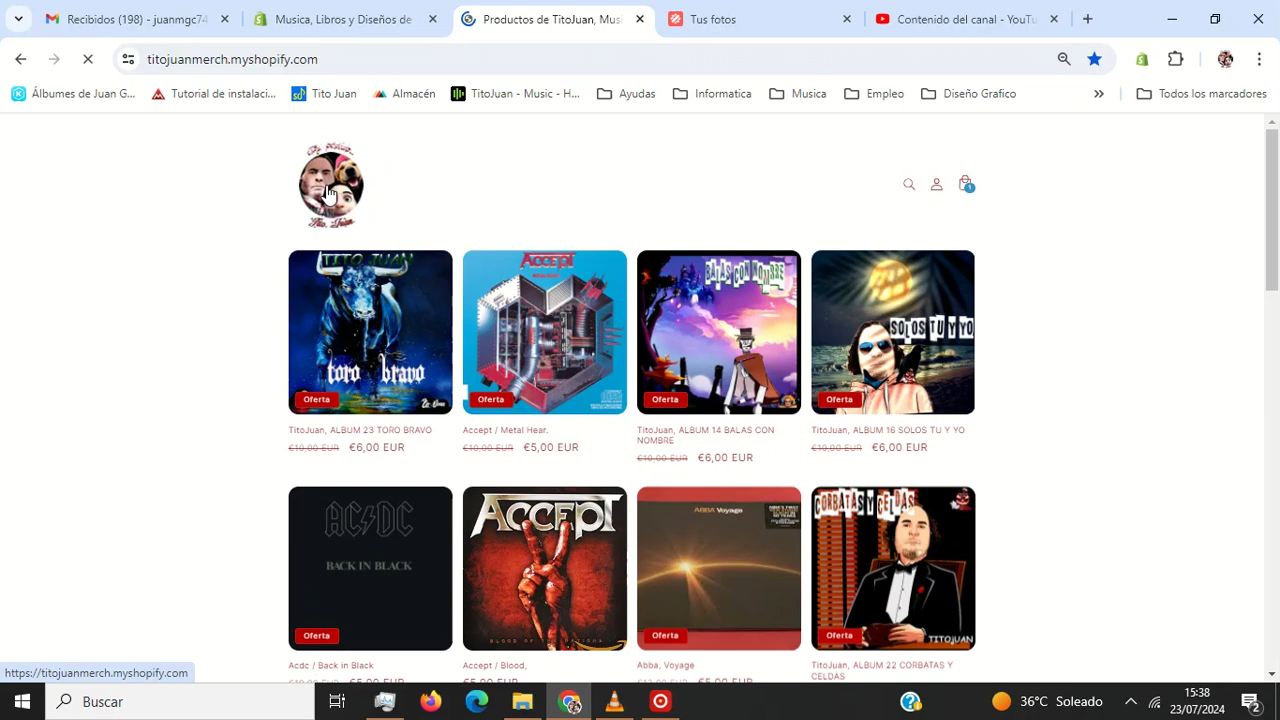 Recibidos (198) - juanmgc74
Musica, Libros y Diseños de
Productos de TitoJuan, Musi
Tus fotos
Contenido del canal - YouTu
titojuanmerch.myshopify.com
Álbumes de Juan G...
Tutorial de instalaci...
Tito Juan
Almacén
TitoJuan - Music - H...
Ayudas
Informatica
Musica
Empleo
Diseño Grafico
Todos los marcadores
Tito Juan
1
TITO JUAN
toro bravo
Oferta
ACCEPT
Oferta
BALAS CON NOMBRE
Oferta
SOLOS TU Y YO
Oferta
TitoJuan, ALBUM 23 TORO BRAVO
€10,00 EUR €6,00 EUR
Accept / Metal Hear.
€10,00 EUR €5,00 EUR
TitoJuan, ALBUM 14 BALAS CON
NOMBRE
€10,00 EUR €6,00 EUR
TitoJuan, ALBUM 16 SOLOS TU Y YO
€10,00 EUR €6,00 EUR
AC/DC
BACK IN BLACK
Oferta
ACCEPT
ABBA Voyage
Oferta
CORBATAS Y CELDAS
TITOJUAN
Oferta
Acdc / Back in Black
Accept / Blood,
Abba, Voyage
TitoJuan, ALBUM 22 CORBATAS Y
CELDAS
https://titojuanmerch.myshopify.com
Buscar
36°C Soleado
15:38
23/07/2024
2